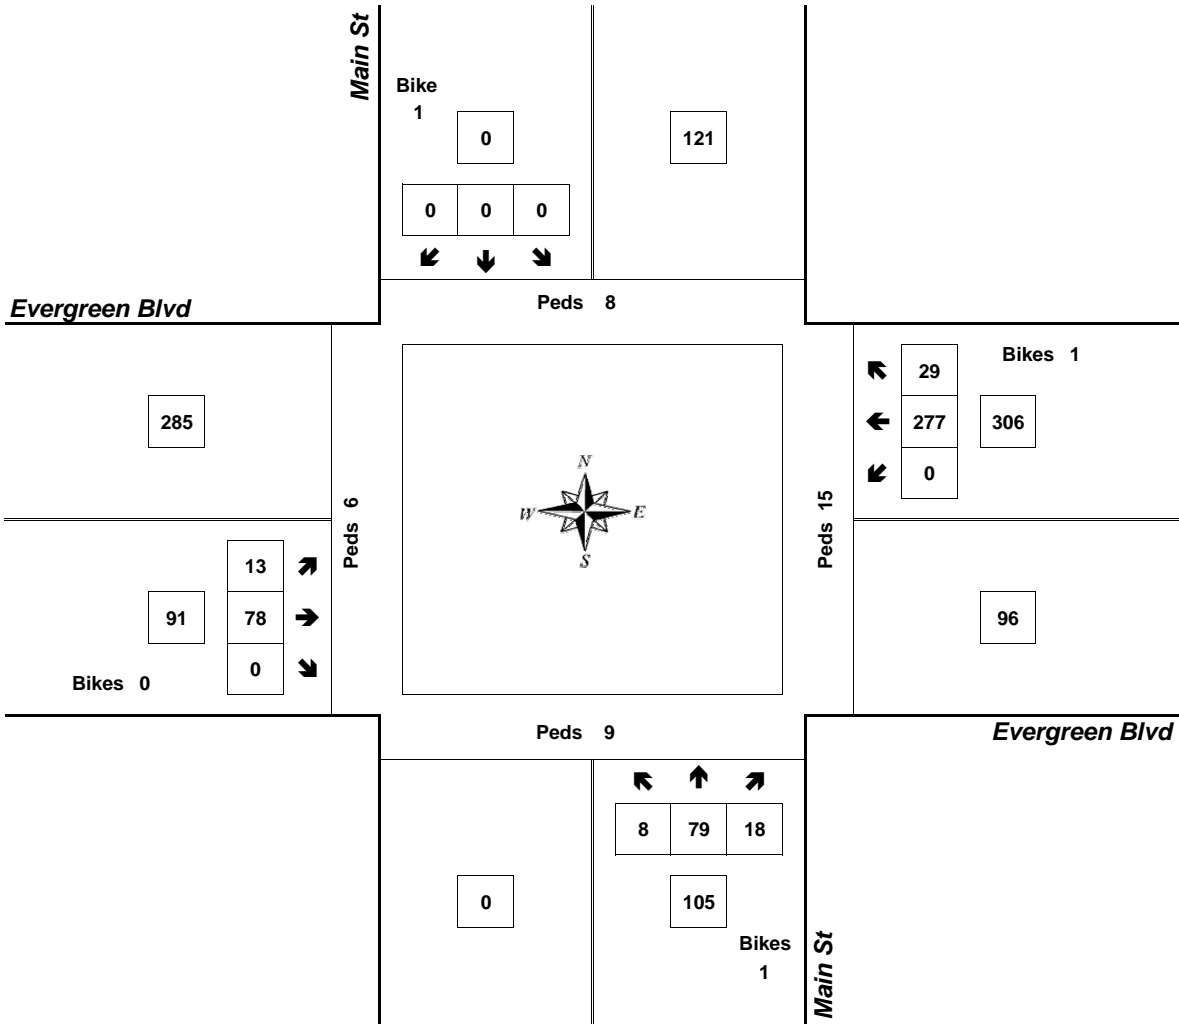 Main St
Bike
1
0
121
0 0 0
Evergreen Blvd
Peds 8
29
Bikes 1
285
277
306
0
N
W E
S
Peds 6
Peds 15
13
91
78
96
0
Bikes 0
Peds 9
Evergreen Blvd
8 79 18
0
105
Bikes
1
Main St